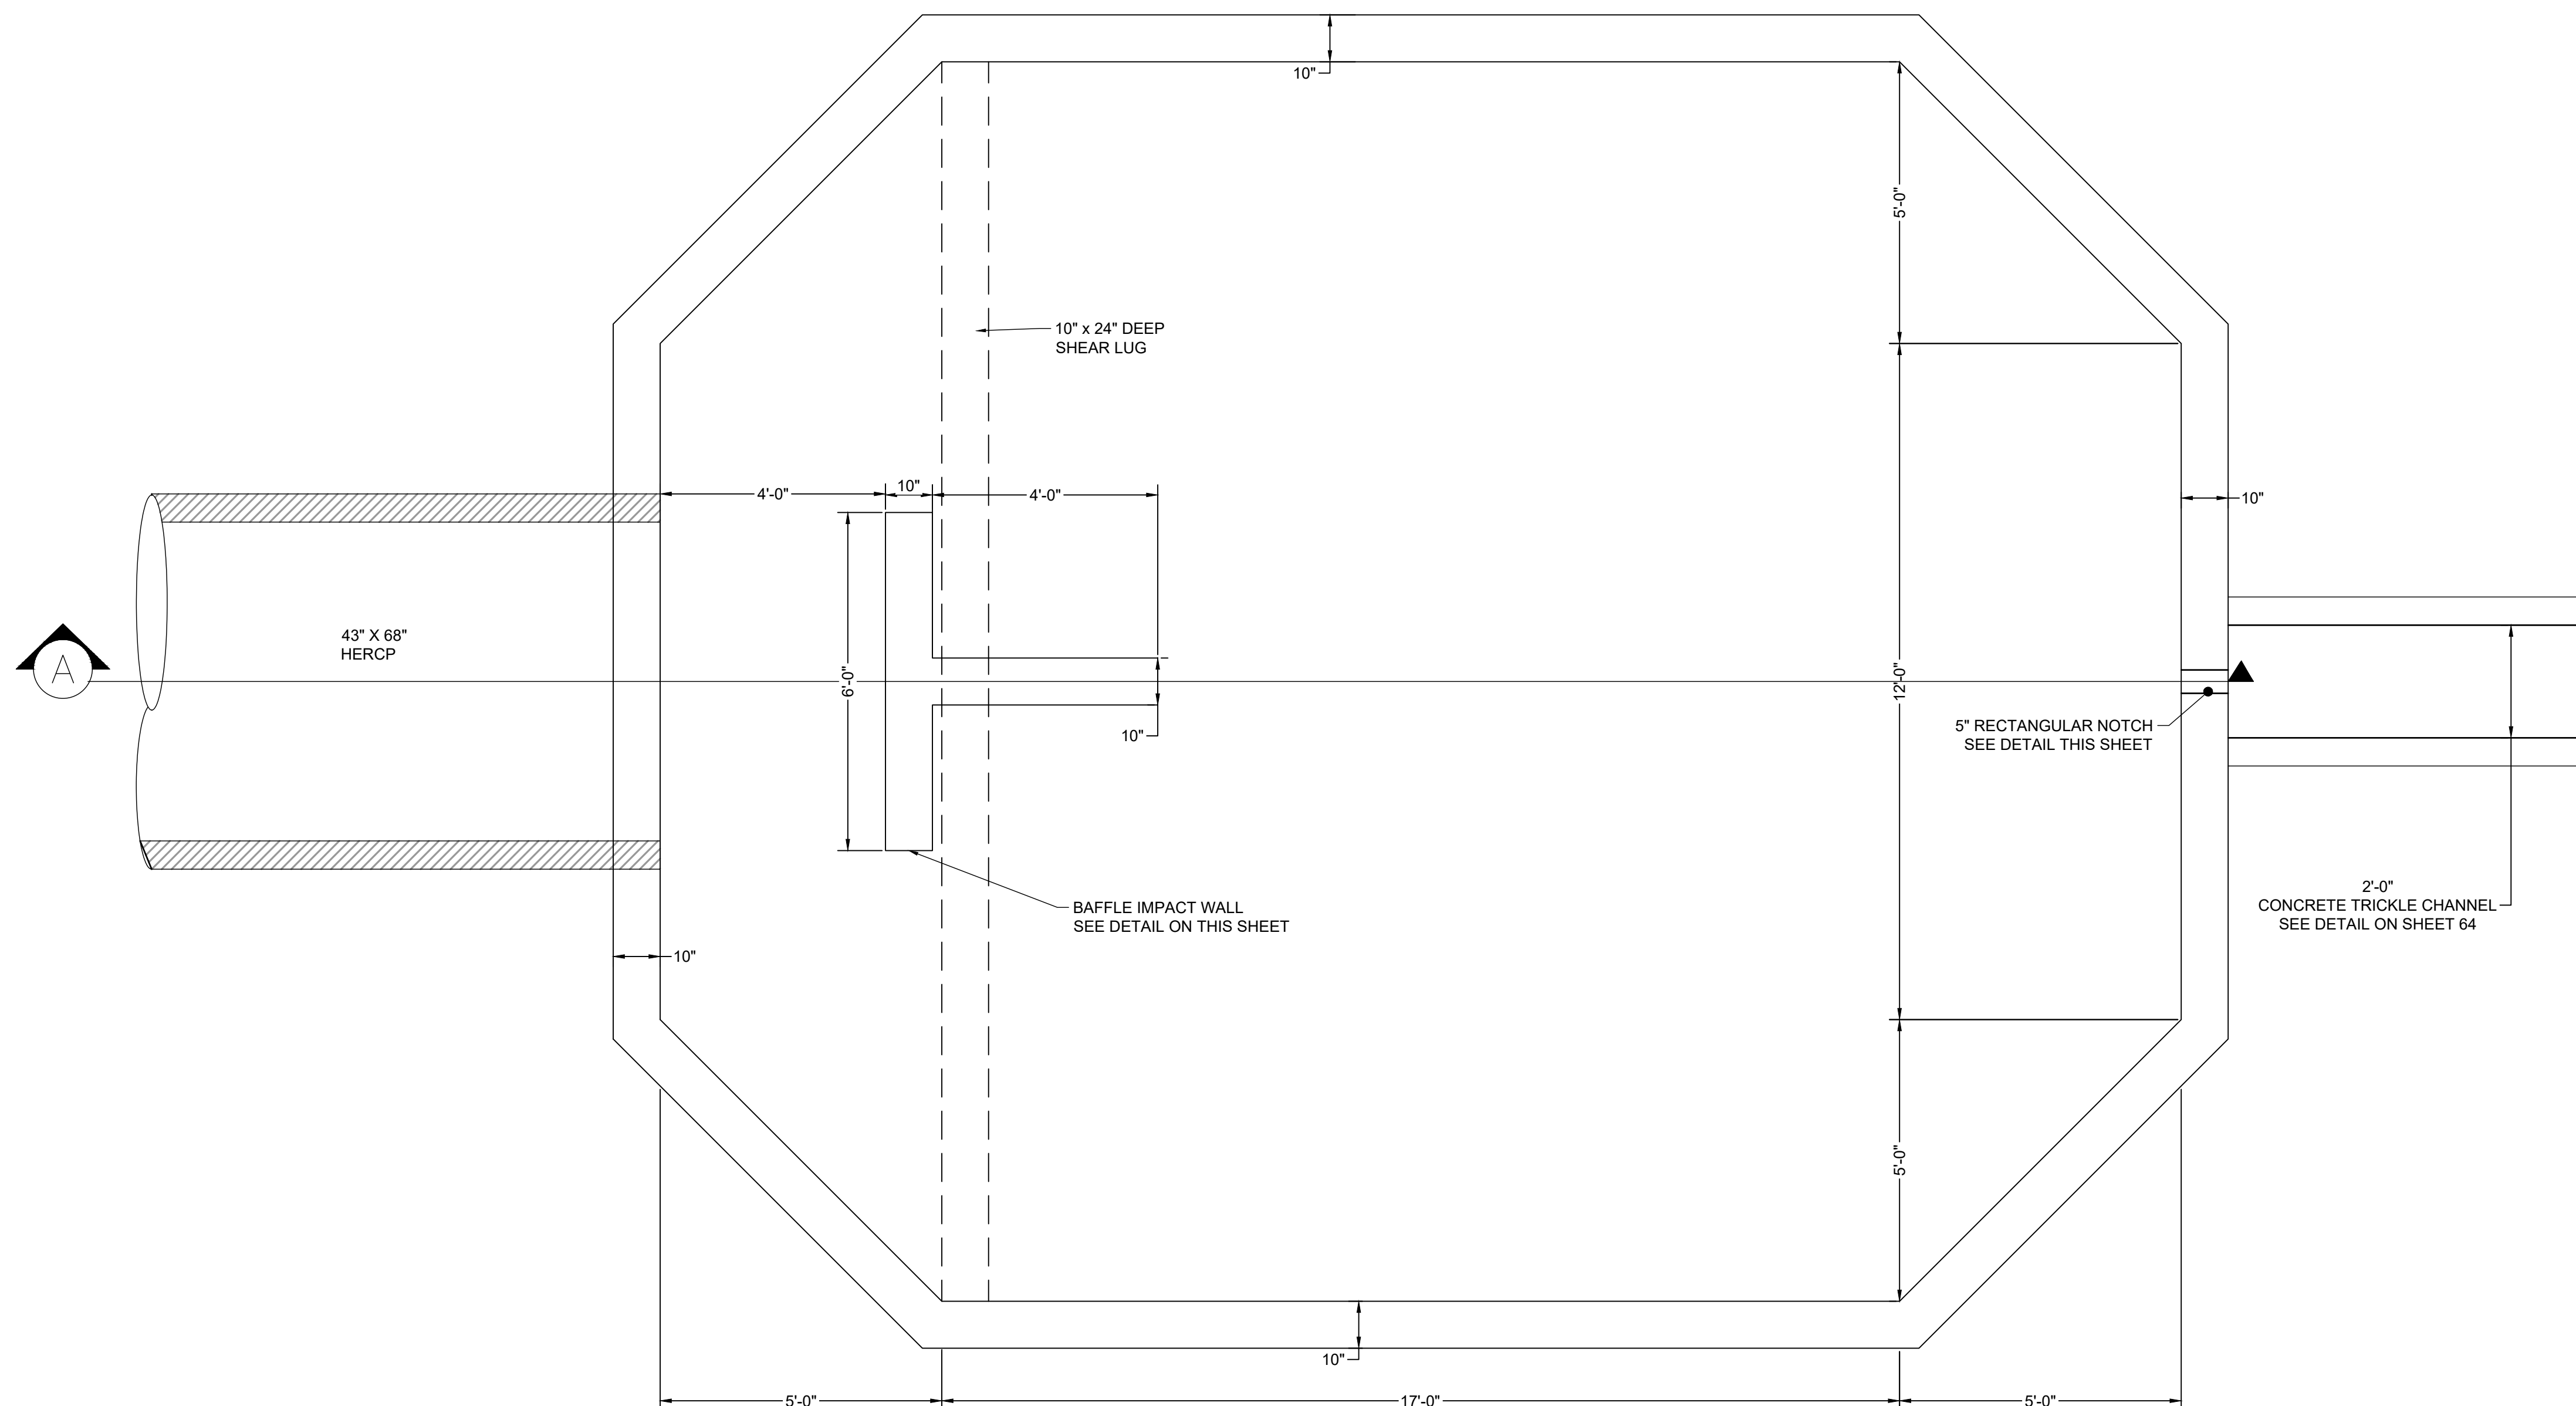 10"
5'-0"
10" x 24" DEEP
SHEAR LUG
4'-0"
10"
4'-0"
10"
43" X 68"
HERCP
A
6'-0"
12'-0"
5" RECTANGULAR NOTCH
SEE DETAIL THIS SHEET
10"
2'-0"
CONCRETE TRICKLE CHANNEL
SEE DETAIL ON SHEET 64
BAFFLE IMPACT WALL
SEE DETAIL ON THIS SHEET
10"
5'-0"
10"
5'-0"
17'-0"
5'-0"